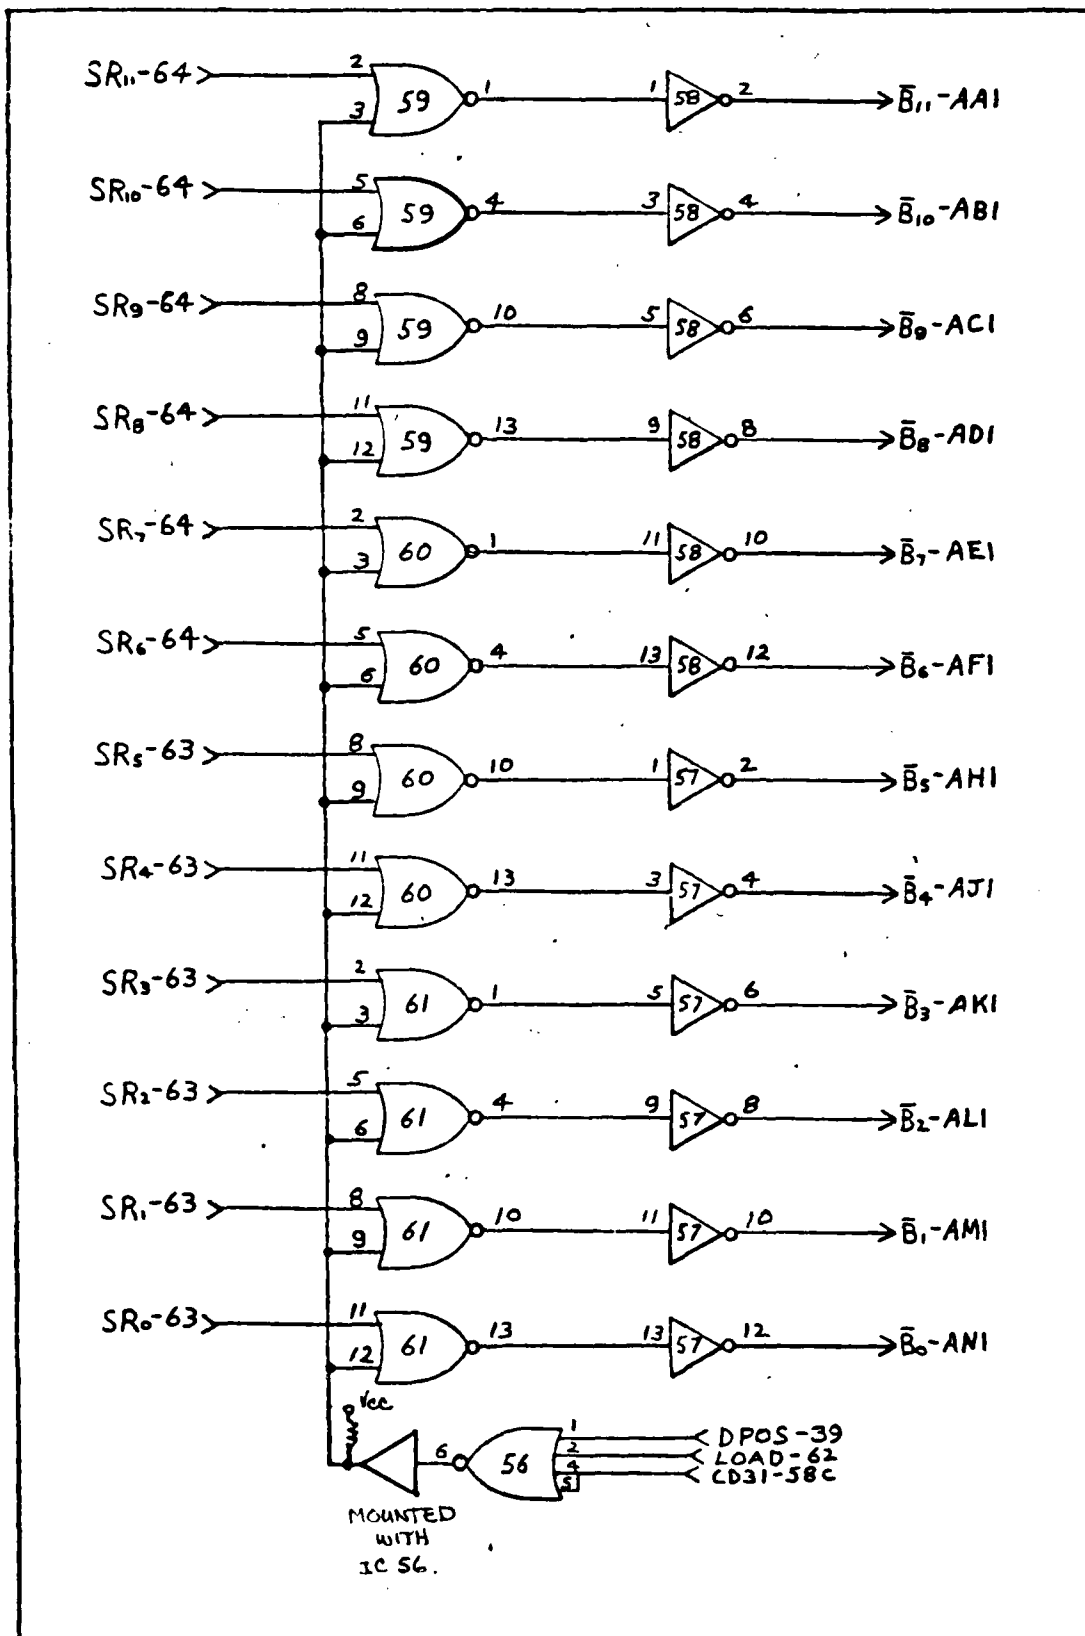 SR₁₁-64 2 3 59 1 1 58 2 B̄₁₁-AA1
SR₁₀-64 5 6 59 4 3 58 4 B̄₁₀-AB1
SR₉-64 8 9 59 10 5 58 6 B̄₉-AC1
SR₈-64 11 12 59 13 9 58 8 B̄₈-AD1
SR₇-64 2 3 60 1 11 58 10 B̄₇-AE1
SR₆-64 5 6 60 4 13 58 12 B̄₆-AF1
SR₅-63 8 9 60 10 1 57 2 B̄₅-AH1
SR₄-63 11 12 60 13 3 57 4 B̄₄-AJ1
SR₃-63 2 3 61 1 5 57 6 B̄₃-AK1
SR₂-63 5 6 61 4 9 57 8 B̄₂-AL1
SR₁-63 8 9 61 10 11 57 10 B̄₁-AM1
SR₀-63 11 12 61 13 13 57 12 B̄₀-AN1
Vcc
6 56 1 DPOS-39
2 LOAD-62
4 CD31-58C
5
MOUNTED
WITH
IC 56.